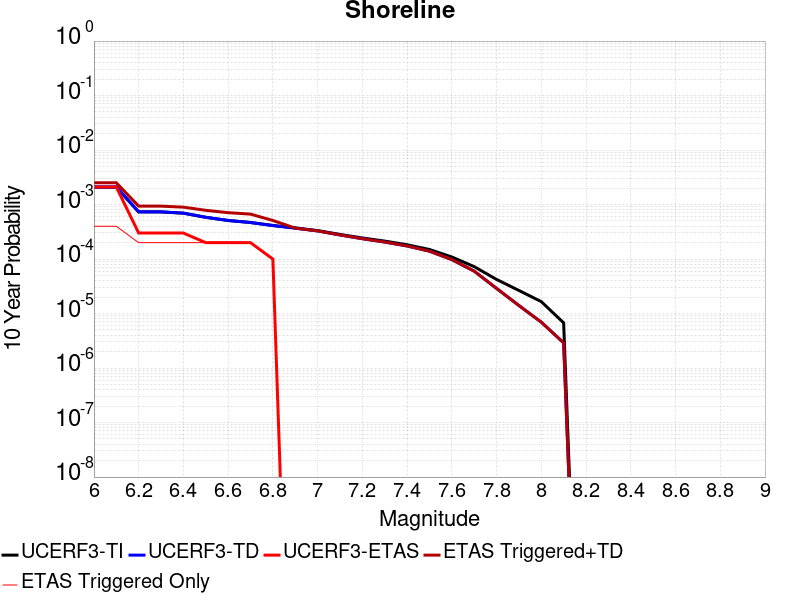 Shoreline
10^0
10^-1
10^-2
10^-3
10^-4
10^-5
10^-6
10^-7
10^-8
10 Year Probability
6 6.2 6.4 6.6 6.8 7 7.2 7.4 7.6 7.8 8 8.2 8.4 8.6 8.8 9
Magnitude
UCERF3-TI UCERF3-TD UCERF3-ETAS ETAS Triggered+TD
ETAS Triggered Only